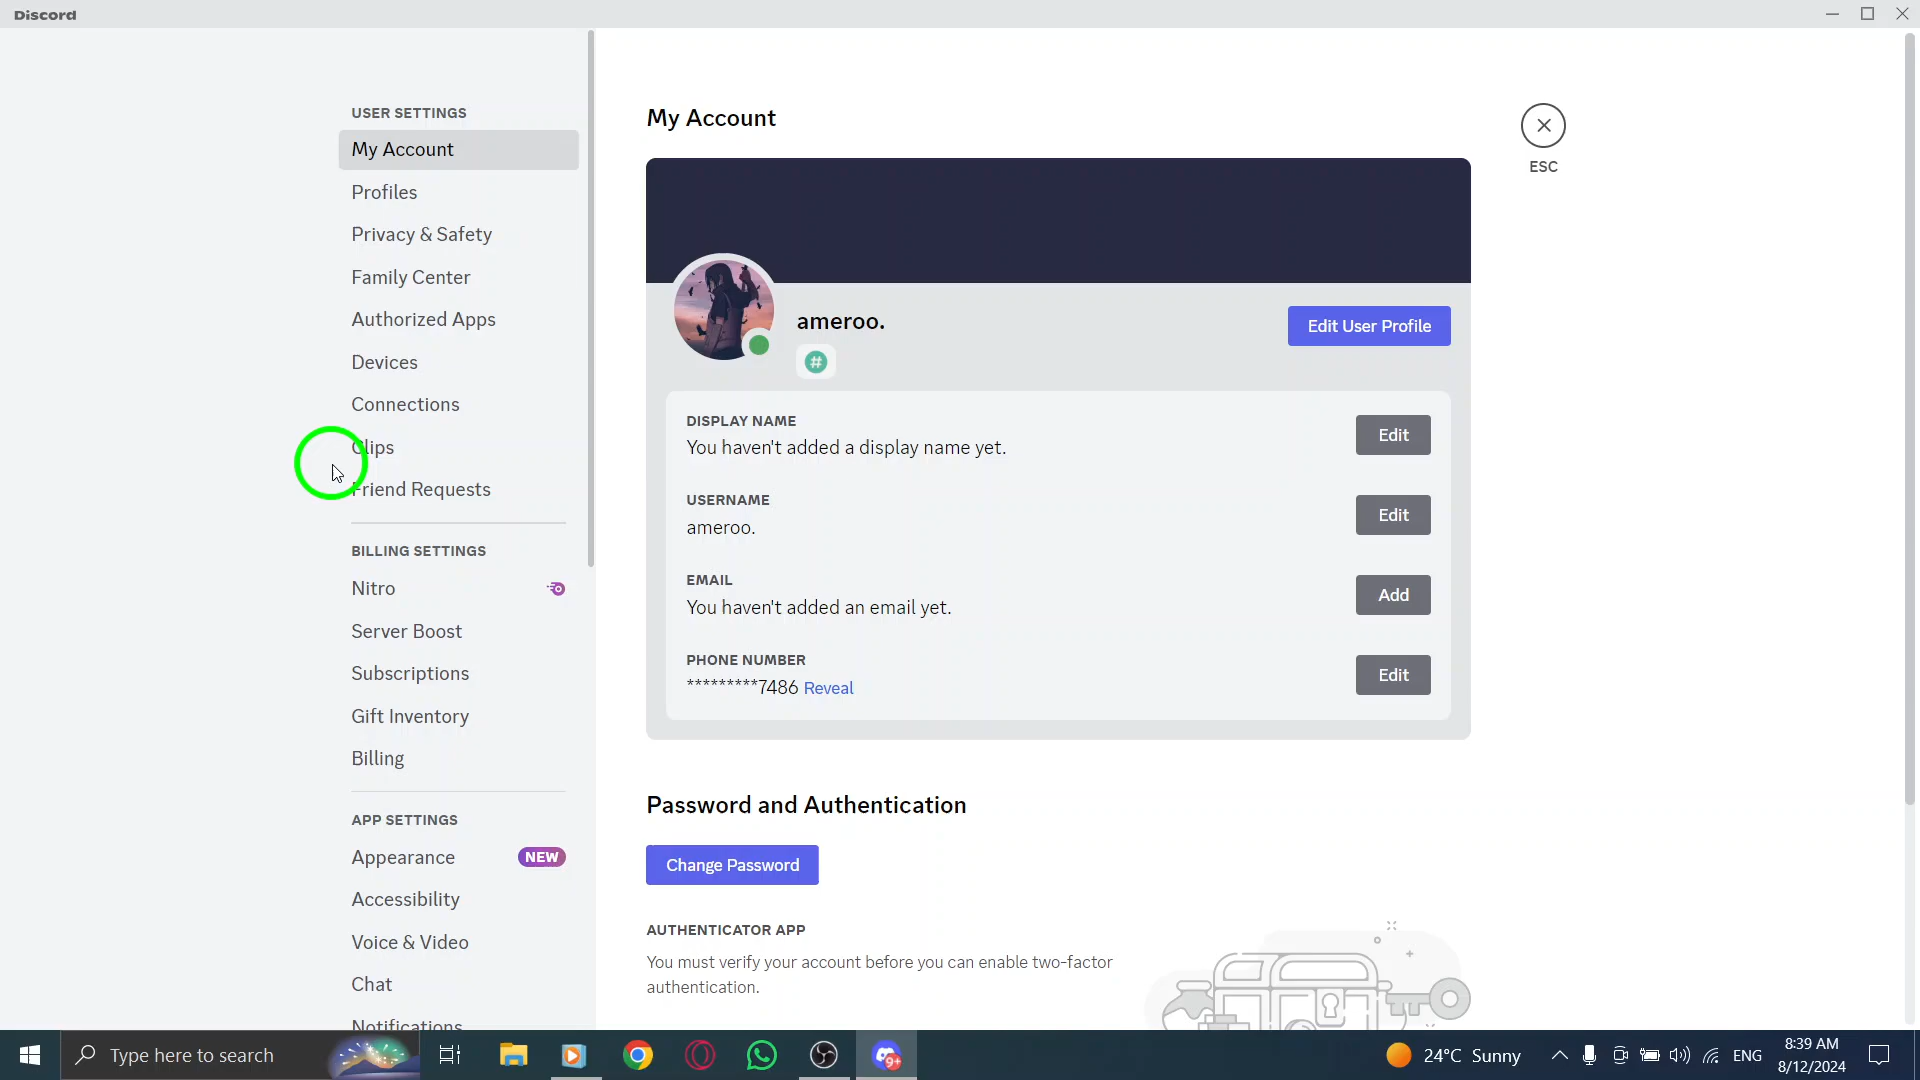 Discord
USER SETTINGS
My Account
Profiles
Privacy & Safety
Family Center
Authorized Apps
Devices
Connections
Clips
Friend Requests
BILLING SETTINGS
Nitro
Server Boost
Subscriptions
Gift Inventory
Billing
APP SETTINGS
Appearance NEW
Accessibility
Voice & Video
Chat
Notifications
My Account
ESC
ameroo.
#
Edit User Profile
DISPLAY NAME
You haven't added a display name yet.
Edit
USERNAME
ameroo.
Edit
EMAIL
You haven't added an email yet.
Add
PHONE NUMBER
*********7486 Reveal
Edit
Password and Authentication
Change Password
AUTHENTICATOR APP
You must verify your account before you can enable two-factor
authentication.
Type here to search
9+
24°C Sunny
ENG
8:39 AM
8/12/2024